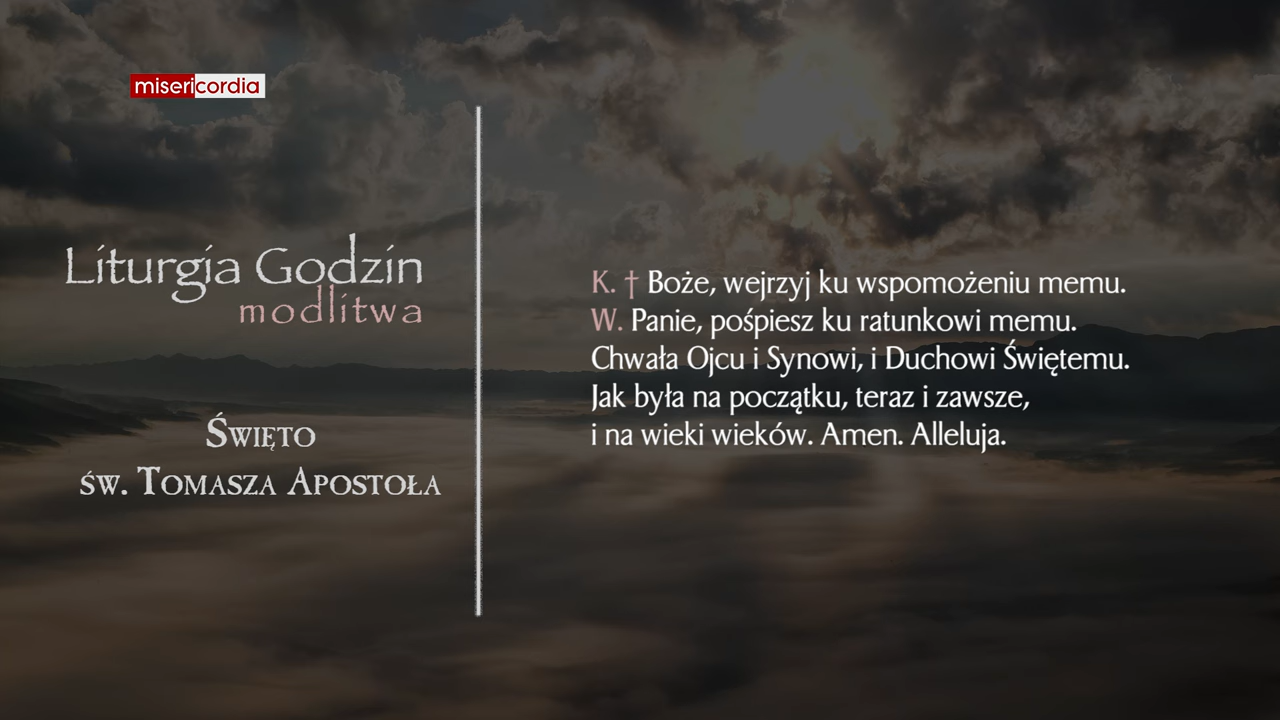 misericordia
Liturgia Godzin
modlitwa
Święto
św. Tomasza Apostoła
K. † Boże, wejrzyj ku wspomożeniu memu.
W. Panie, pośpiesz ku ratunkowi memu.
Chwała Ojcu i Synowi, i Duchowi Świętemu.
Jak była na początku, teraz i zawsze,
i na wieki wieków. Amen. Alleluja.